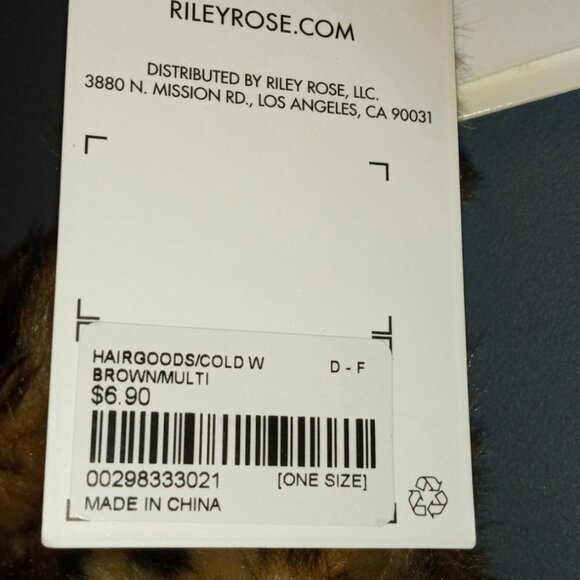 RILEYROSE.COM
DISTRIBUTED BY RILEY ROSE, LLC.
3880 N. MISSION RD., LOS ANGELES, CA 90031
HAIRGOODS/COLD W D - F
BROWN/MULTI
$6.90
00298333021 [ONE SIZE]
MADE IN CHINA